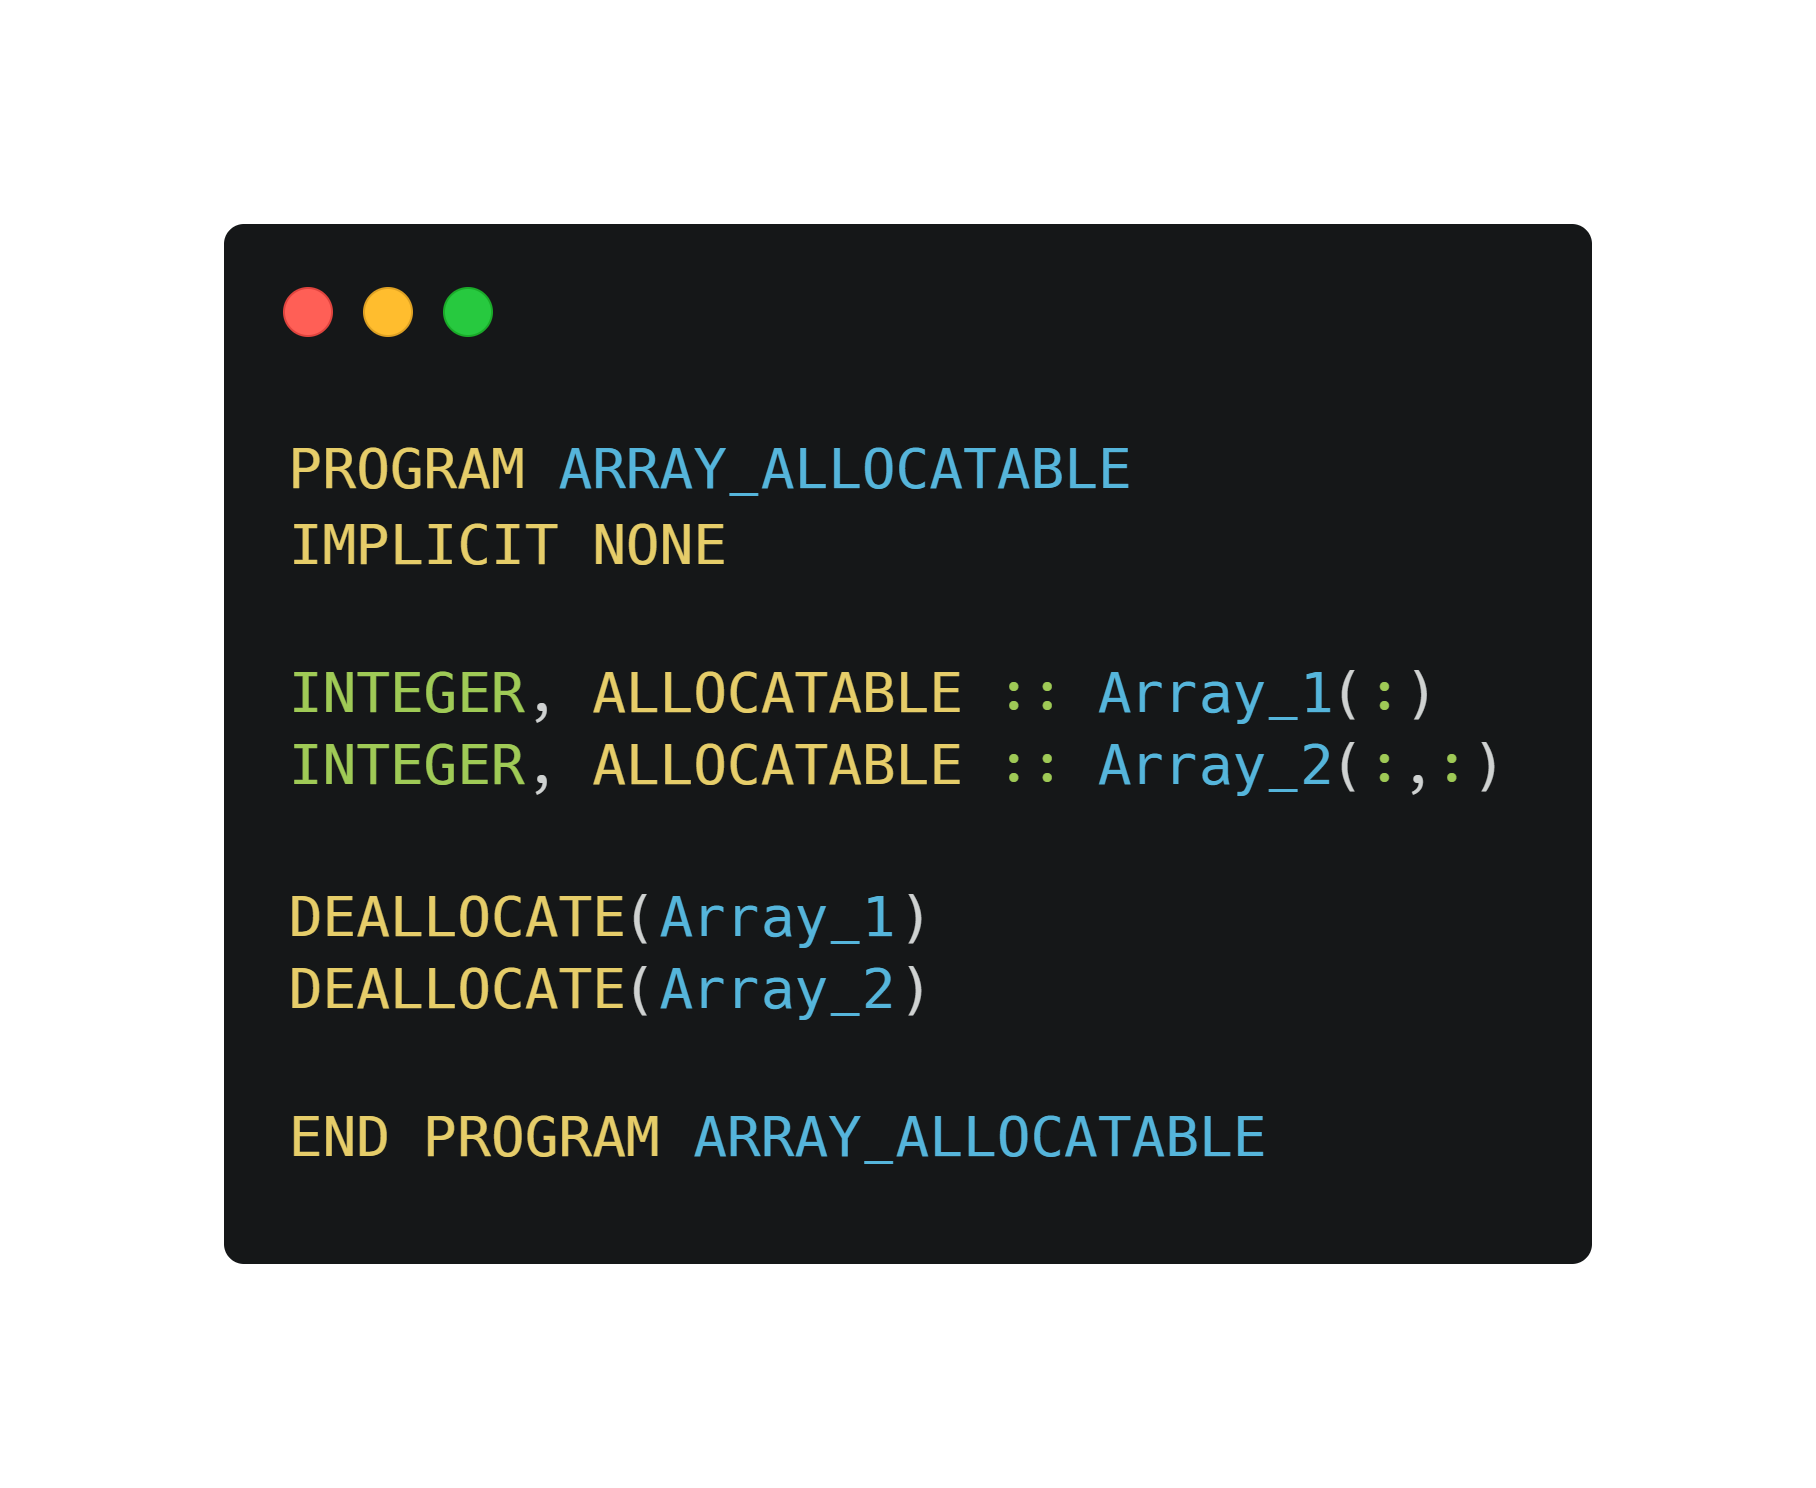 PROGRAM ARRAY_ALLOCATABLE
IMPLICIT NONE
INTEGER, ALLOCATABLE :: Array_1(:)
INTEGER, ALLOCATABLE :: Array_2(:,:)
DEALLOCATE(Array_1)
DEALLOCATE(Array_2)
END PROGRAM ARRAY_ALLOCATABLE